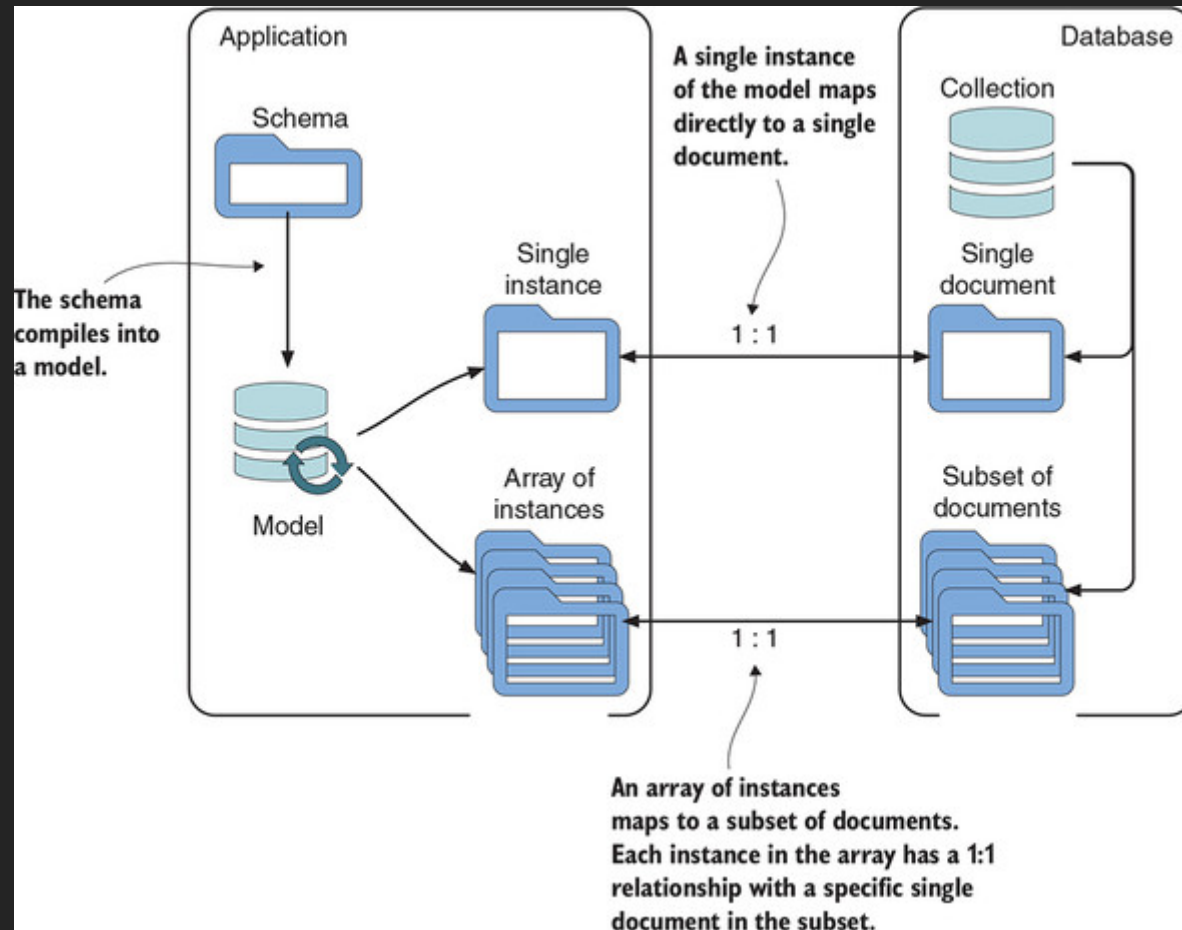 Application
Database
A single instance
of the model maps
directly to a single
document.
Collection
Schema
Single
instance
Single
document
The schema
compiles into
a model.
1 : 1
Array of
instances
Subset of
documents
Model
1 : 1
An array of instances
maps to a subset of documents.
Each instance in the array has a 1:1
relationship with a specific single
document in the subset.